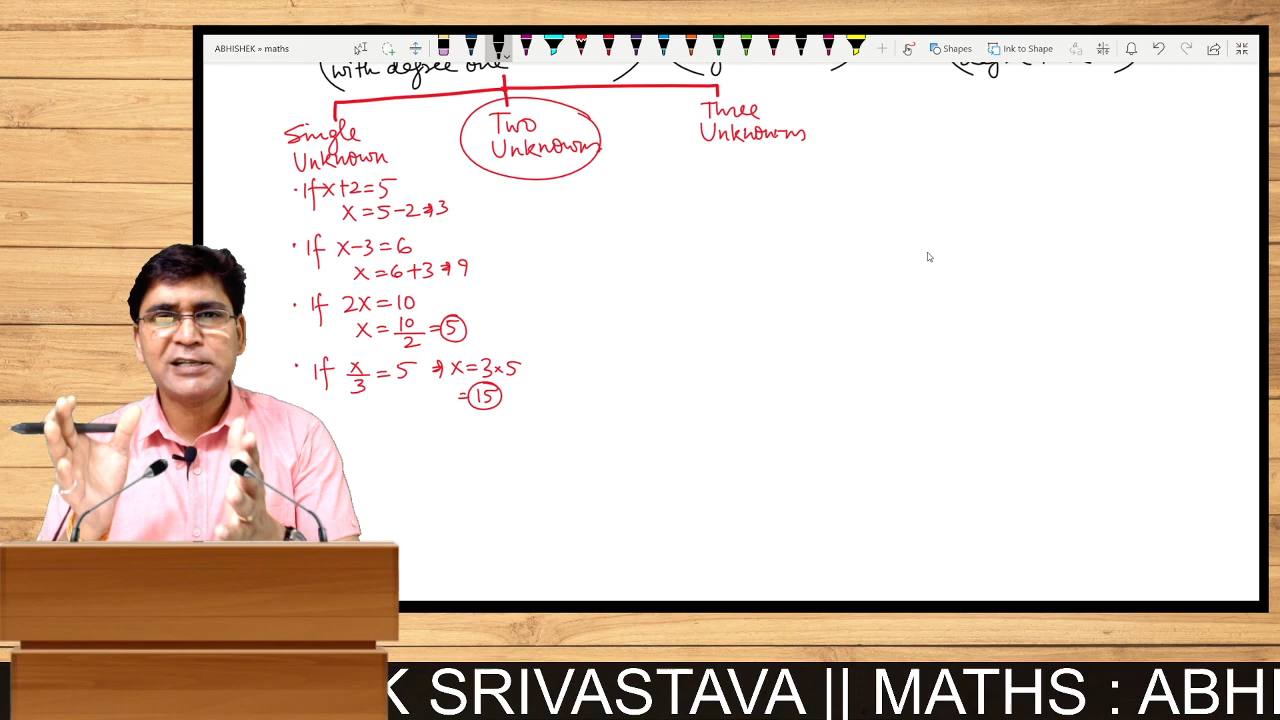 ABHISHEK » maths
Shapes
Ink to Shape
(with degree one
Single
Unknown
Two
Unknowns
Three
Unknowns
· If x+2=5
x=5-2⇒3
· If x-3=6
x=6+3⇒9
· If 2x=10
x=10/2=5
· If x/3=5 ⇒ x=3×5
=15
K SRIVASTAVA || MATHS : ABHI